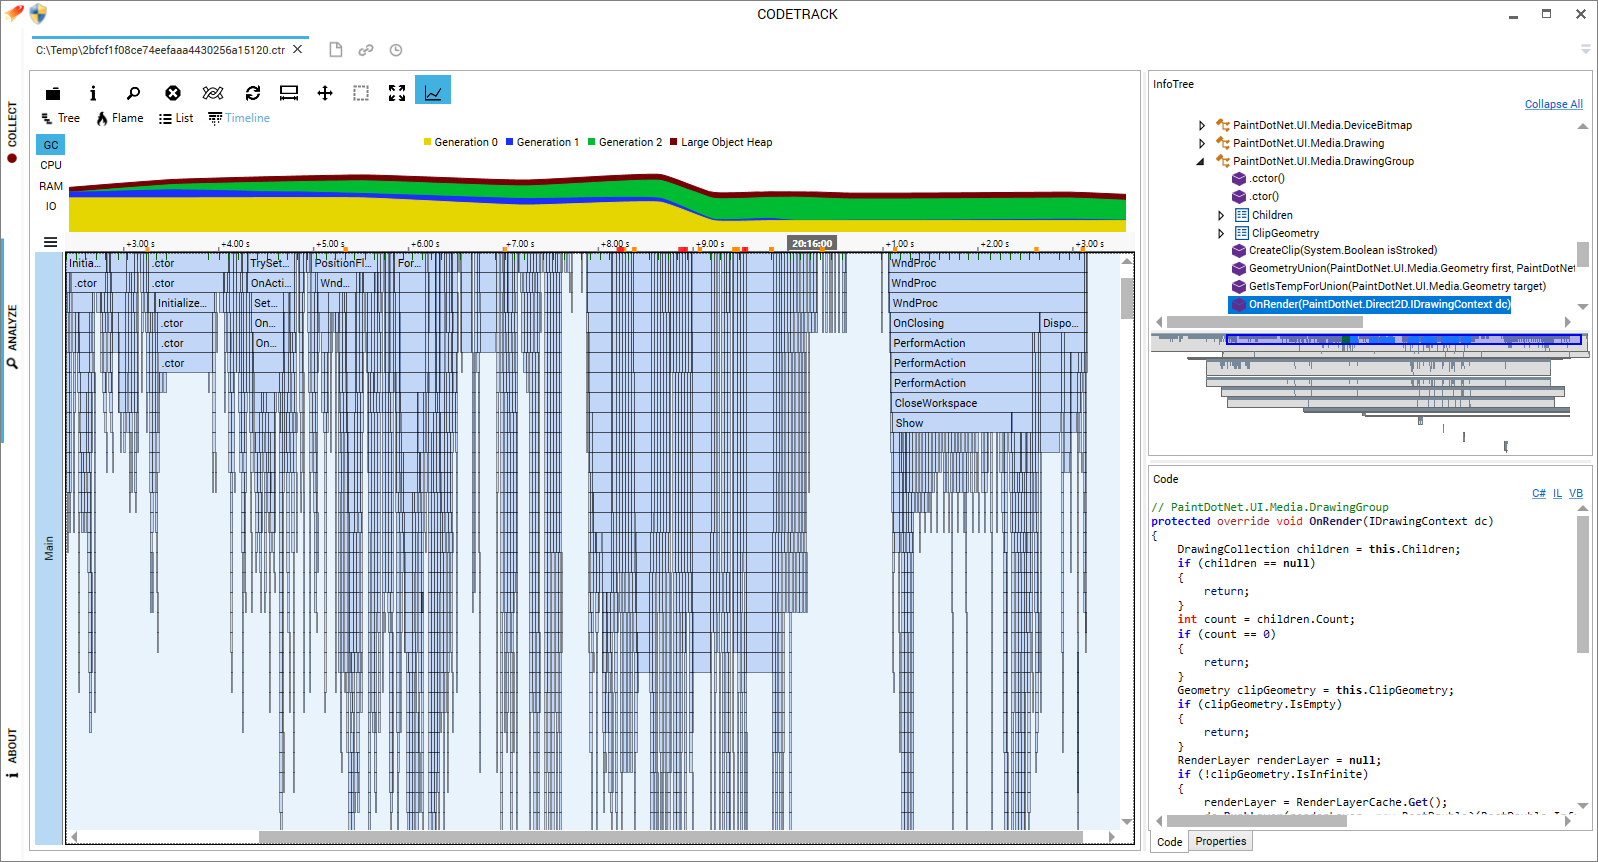 CODETRACK
C:\Temp\2bfcf1f08ce74eefaaa4430256a15120.ctr
COLLECT
ANALYZE
ABOUT
Tree Flame List Timeline
GC
CPU
RAM
IO
Generation 0 Generation 1 Generation 2 Large Object Heap
+3.00 s +4.00 s +5.00 s +6.00 s +7.00 s +8.00 s +9.00 s 20:16:00 +1.00 s +2.00 s +3.00 s
Main
Initia... .ctor TrySet... PositionFl... For... WndProc
.ctor .ctor OnActi... Wnd... WndProc
Initialize... Set... WndProc
.ctor On... OnClosing Dispo...
.ctor On... PerformAction
.ctor PerformAction
PerformAction
CloseWorkspace
Show
InfoTree
Collapse All
PaintDotNet.UI.Media.DeviceBitmap
PaintDotNet.UI.Media.Drawing
PaintDotNet.UI.Media.DrawingGroup
.cctor()
.ctor()
Children
ClipGeometry
CreateClip(System.Boolean isStroked)
GeometryUnion(PaintDotNet.UI.Media.Geometry first, PaintDotNet
GetIsTempForUnion(PaintDotNet.UI.Media.Geometry target)
OnRender(PaintDotNet.Direct2D.IDrawingContext dc)
Code
C# IL VB
// PaintDotNet.UI.Media.DrawingGroup
protected override void OnRender(IDrawingContext dc)
{
DrawingCollection children = this.Children;
if (children == null)
{
return;
}
int count = children.Count;
if (count == 0)
{
return;
}
Geometry clipGeometry = this.ClipGeometry;
if (clipGeometry.IsEmpty)
{
return;
}
RenderLayer renderLayer = null;
if (!clipGeometry.IsInfinite)
{
renderLayer = RenderLayerCache.Get();
Code Properties